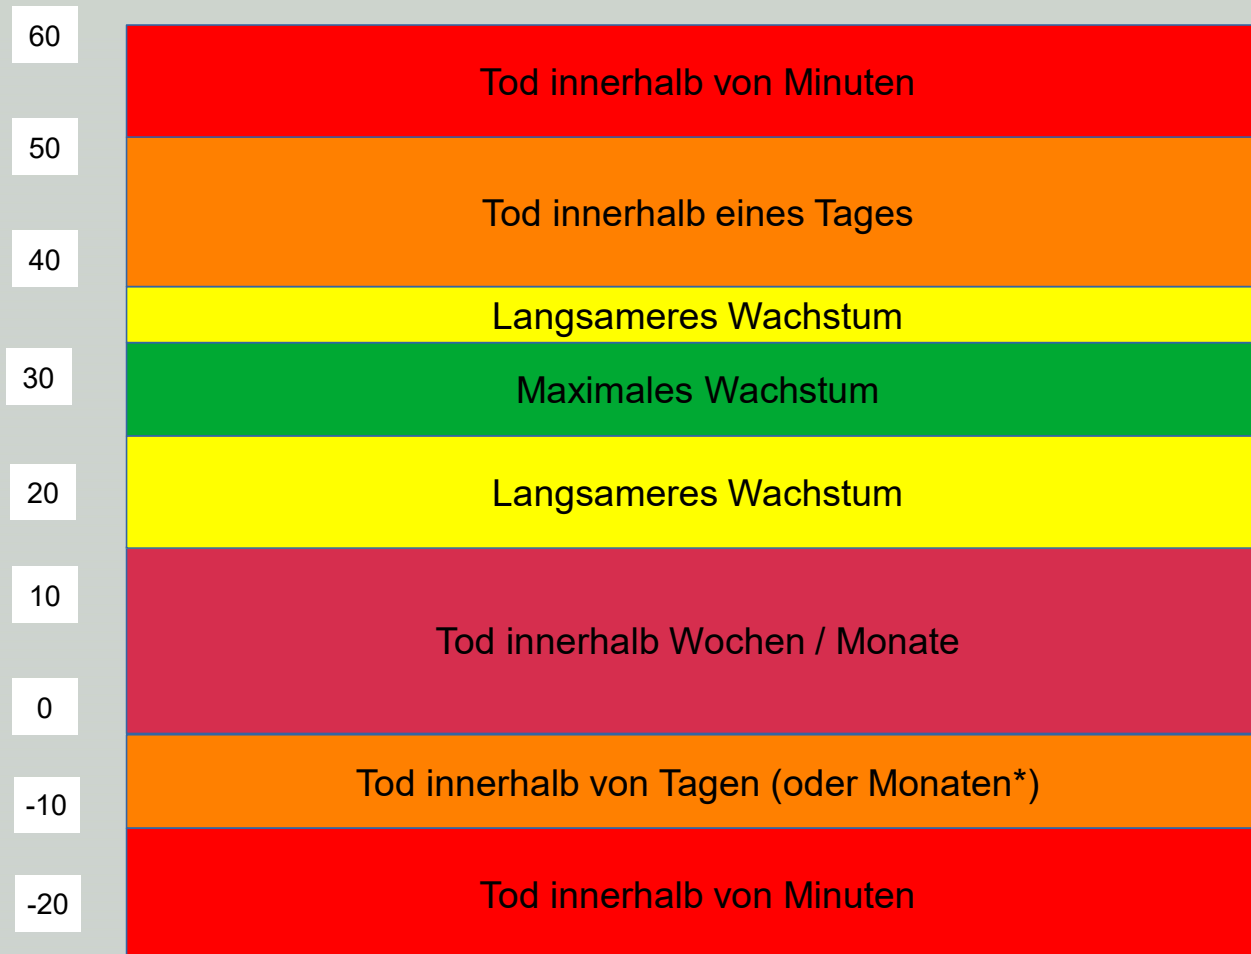 60
Tod innerhalb von Minuten
50
Tod innerhalb eines Tages
40
Langsameres Wachstum
30
Maximales Wachstum
20
Langsameres Wachstum
10
Tod innerhalb Wochen / Monate
0
Tod innerhalb von Tagen (oder Monaten*)
-10
Tod innerhalb von Minuten
-20